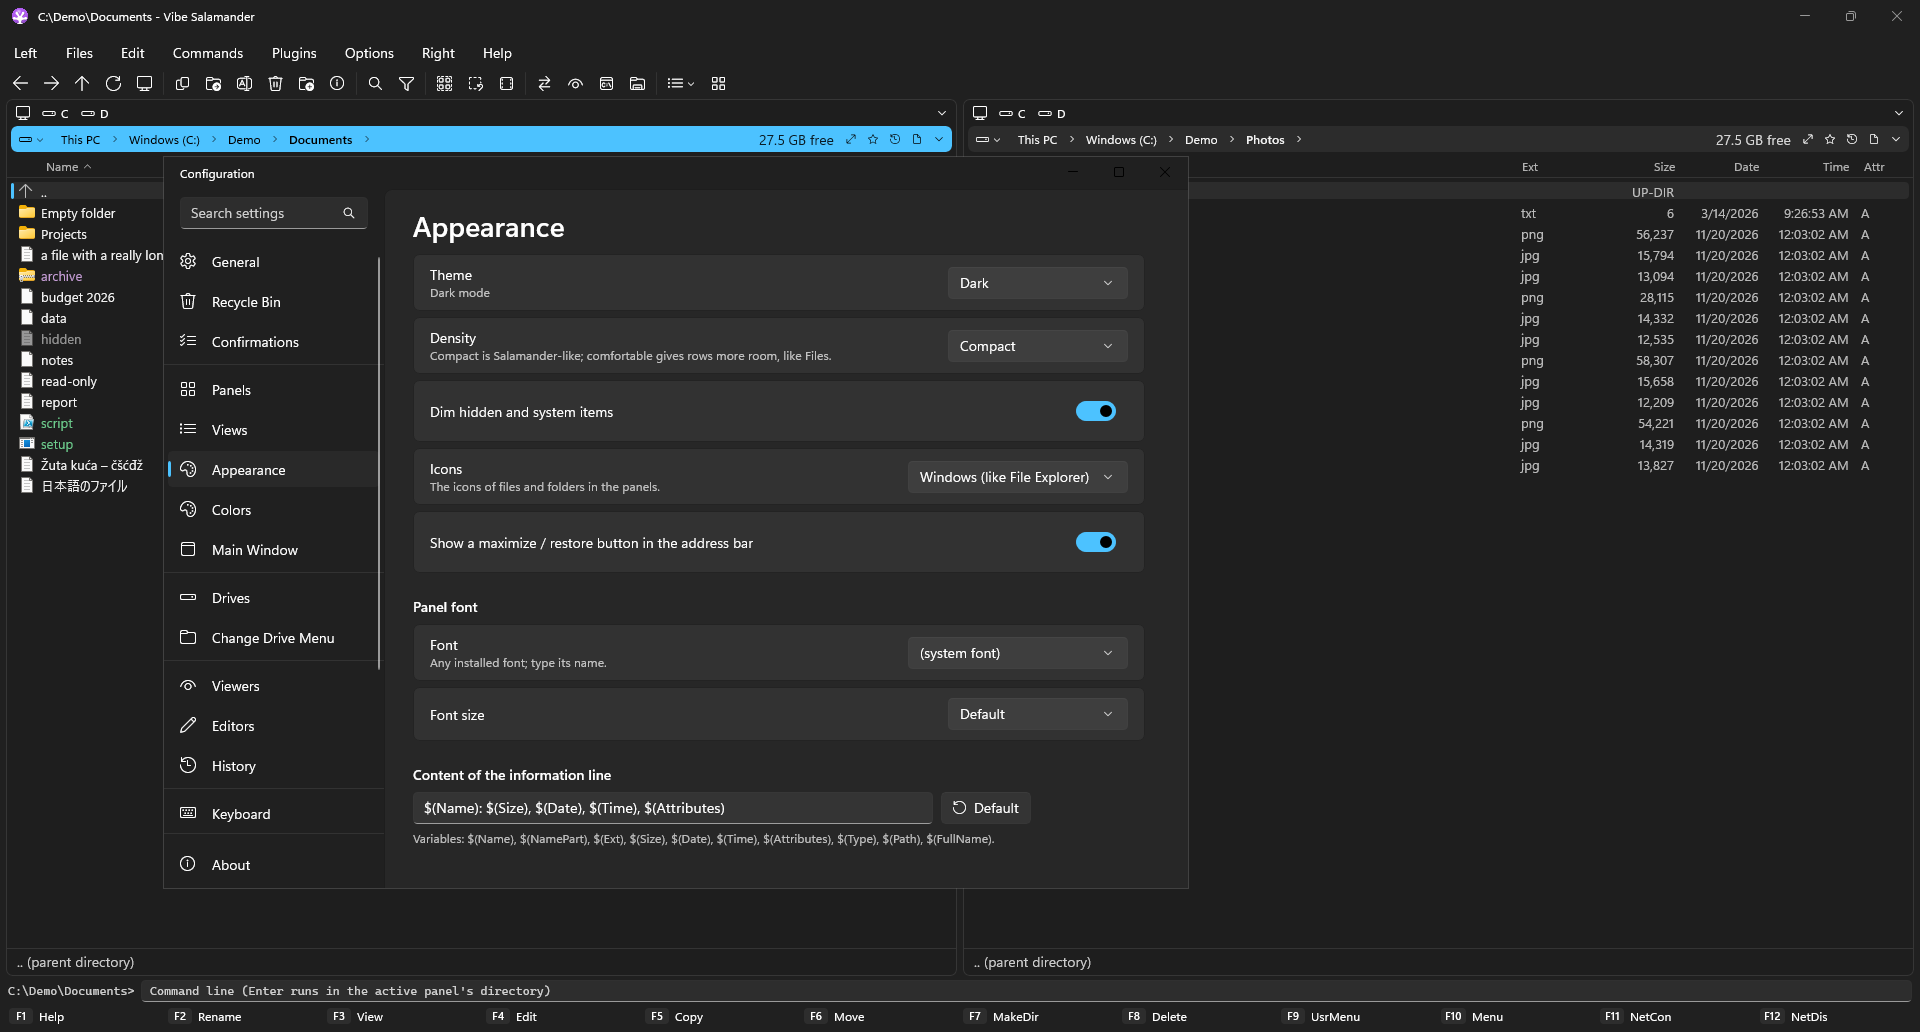 C:\Demo\Documents - Vibe Salamander
Left Files Edit Commands Plugins Options Right Help
C D
This PC Windows (C:) Demo Documents 27.5 GB free
Name
..
Empty folder
Projects
a file with a really lon
archive
budget 2026
data
hidden
notes
read-only
report
script
setup
Žuta kuća – čšćđž
日本語のファイル
.. (parent directory)
Configuration
Search settings
General
Recycle Bin
Confirmations
Panels
Views
Appearance
Colors
Main Window
Drives
Change Drive Menu
Viewers
Editors
History
Keyboard
About
Appearance
Theme
Dark mode
Dark
Density
Compact is Salamander-like; comfortable gives rows more room, like Files.
Compact
Dim hidden and system items
Icons
The icons of files and folders in the panels.
Windows (like File Explorer)
Show a maximize / restore button in the address bar
Panel font
Font
Any installed font; type its name.
(system font)
Font size
Default
Content of the information line
$(Name): $(Size), $(Date), $(Time), $(Attributes)
Default
Variables: $(Name), $(NamePart), $(Ext), $(Size), $(Date), $(Time), $(Attributes), $(Type), $(Path), $(FullName).
C D
This PC Windows (C:) Demo Photos 27.5 GB free
Ext Size Date Time Attr
UP-DIR
txt 6 3/14/2026 9:26:53 AM A
png 56,237 11/20/2026 12:03:02 AM A
jpg 15,794 11/20/2026 12:03:02 AM A
jpg 13,094 11/20/2026 12:03:02 AM A
png 28,115 11/20/2026 12:03:02 AM A
jpg 14,332 11/20/2026 12:03:02 AM A
jpg 12,535 11/20/2026 12:03:02 AM A
png 58,307 11/20/2026 12:03:02 AM A
jpg 15,658 11/20/2026 12:03:02 AM A
jpg 12,209 11/20/2026 12:03:02 AM A
png 54,221 11/20/2026 12:03:02 AM A
jpg 14,319 11/20/2026 12:03:02 AM A
jpg 13,827 11/20/2026 12:03:02 AM A
.. (parent directory)
C:\Demo\Documents> Command line (Enter runs in the active panel's directory)
F1 Help F2 Rename F3 View F4 Edit F5 Copy F6 Move F7 MakeDir F8 Delete F9 UsrMenu F10 Menu F11 NetCon F12 NetDis